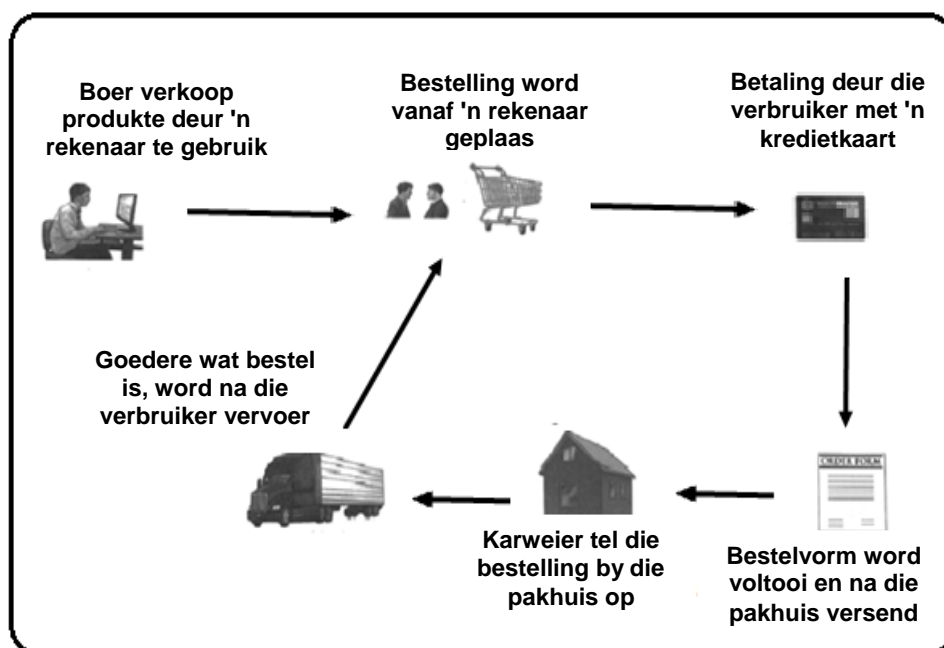 Boer verkoop
produkte deur 'n
rekenaar te gebruik
Bestelling word
vanaf 'n rekenaar
geplaas
Betaling deur die
verbruiker met 'n
kredietkaart
Goedere wat bestel
is, word na die
verbruiker vervoer
Karweier tel die
bestelling by die
pakhuis op
ORDER FORM
Bestelvorm word
voltooi en na die
pakhuis versend